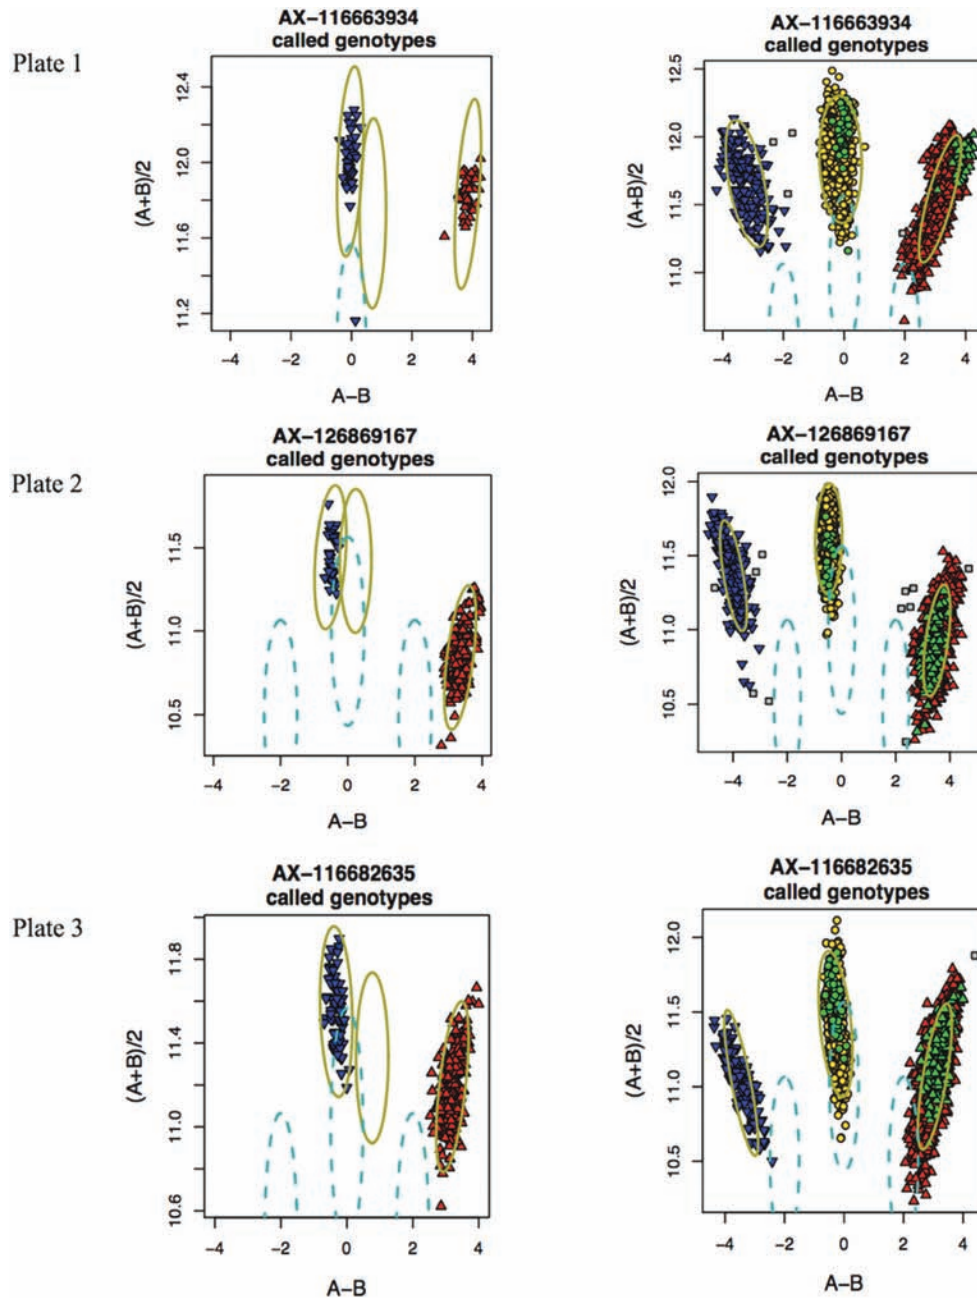 AX-116663934
called genotypes
AX-116663934
called genotypes
Plate 1
(A+B)/2
12.4
12.0
11.6
11.2
-4 -2 0 2 4
A-B
(A+B)/2
12.5
12.0
11.5
11.0
-4 -2 0 2 4
A-B
AX-126869167
called genotypes
AX-126869167
called genotypes
Plate 2
(A+B)/2
11.5
11.0
10.5
-4 -2 0 2 4
A-B
(A+B)/2
12.0
11.5
11.0
10.5
-4 -2 0 2 4
A-B
AX-116682635
called genotypes
AX-116682635
called genotypes
Plate 3
(A+B)/2
11.8
11.4
11.0
10.6
-4 -2 0 2 4
A-B
(A+B)/2
12.0
11.5
11.0
10.5
-4 -2 0 2 4
A-B